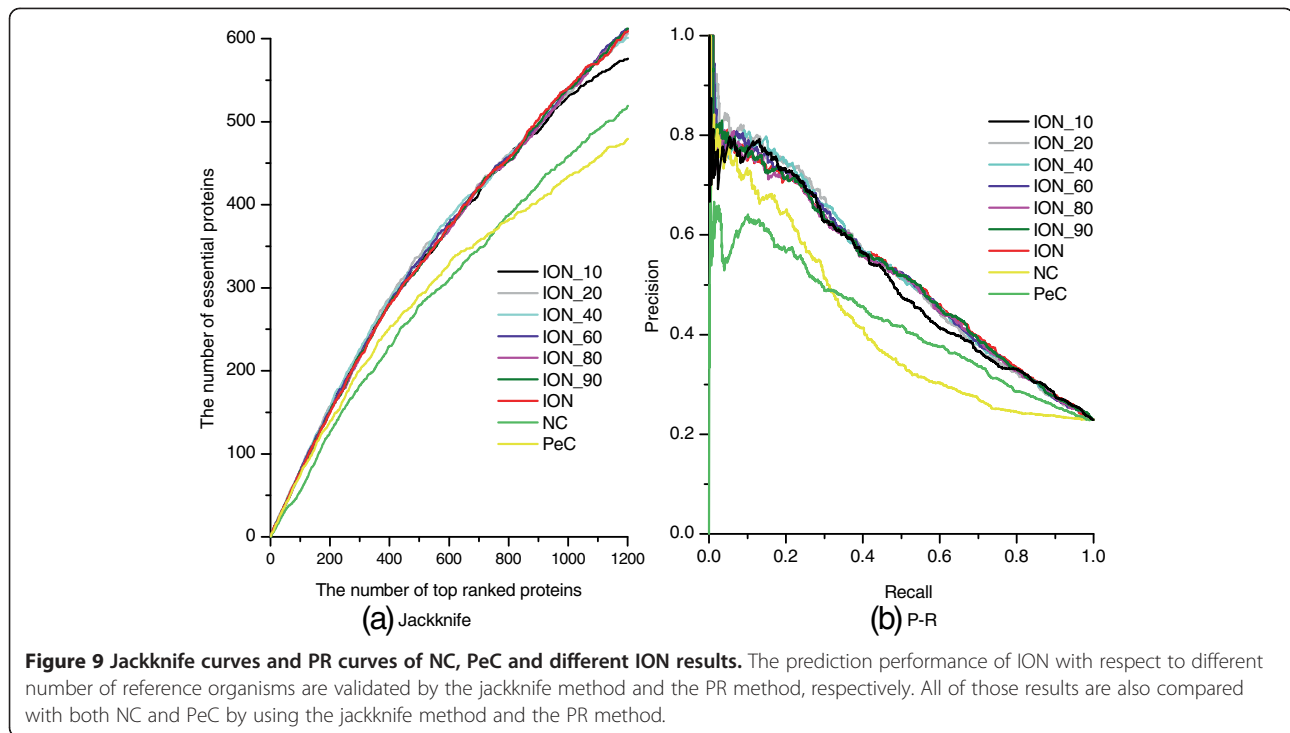 600
500
400
300
200
100
0
0 200 400 600 800 1000 1200
The number of essential proteins
The number of top ranked proteins
ION_10
ION_20
ION_40
ION_60
ION_80
ION_90
ION
NC
PeC
(a) Jackknife
1.0
0.8
0.6
0.4
0.2
0.0
0.0 0.2 0.4 0.6 0.8 1.0
Precision
Recall
ION_10
ION_20
ION_40
ION_60
ION_80
ION_90
ION
NC
PeC
(b) P-R
Figure 9 Jackknife curves and PR curves of NC, PeC and different ION results. The prediction performance of ION with respect to different
number of reference organisms are validated by the jackknife method and the PR method, respectively. All of those results are also compared
with both NC and PeC by using the jackknife method and the PR method.